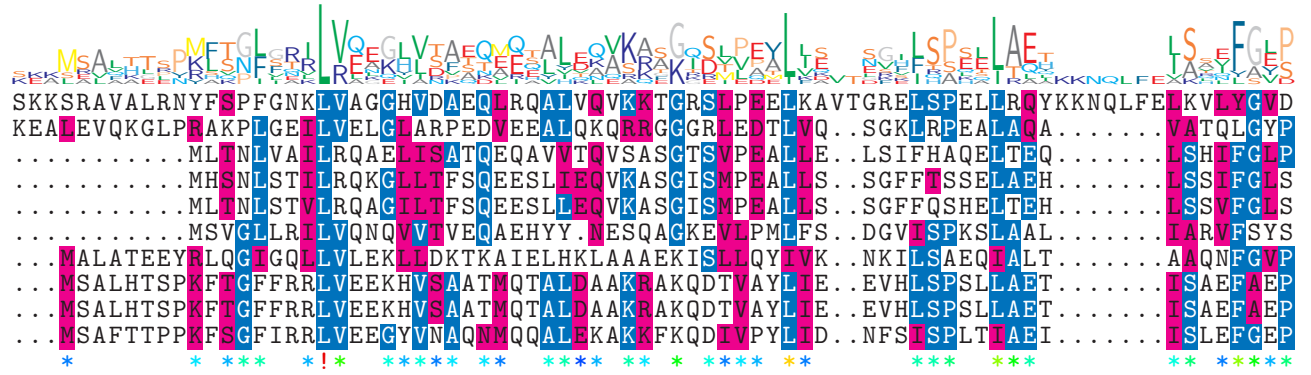 SKKSRAVALRNYFSPFGNKLVAGGHVDAEQLRQALVQVKKTGRSLPEELKAVTGRELSPELLRQYKKNQLFELKVLYGVD
KEALEVQKGLPRAKPLGEILVELGLARPEDVEEALQKQRRGGGRLEDTLVQ..SGKLRPEALAQA.......VATQLGYP
...........MLTNLVAILRQAELISATQEQAVVTQVSASGTSVPEALLE..LSIFHAQELTEQ.......LSHIFGLP
...........MHSNLSTILRQKGLLTFSQEESLIEQVKASGISMPEALLS..SGFFTSSELAEH.......LSSIFGLS
...........MLTNLSTVLRQAGILTFSQEESLLEQVKASGISMPEALLS..SGFFQSHELTEH.......LSSVFGLS
...........MSVGLLRILVQNQVVTVEQAEHYY.NESQAGKEVLPMLFS..DGVISPKSLAAL.......IARVFSYS
...MALATEEYRLQGIGQLLVLEKLLDKTKAIELHKLAAAEKISLLQYIVK..NKILSAEQIALT.......AAQNFGVP
...MSALHTSPKFTGFFRRLVEEKHVSAATMQTALDAAKRAKQDTVAYLIE..EVHLSPSLLAET.......ISAEFAEP
...MSALHTSPKFTGFFRRLVEEKHVSAATMQTALDAAKRAKQDTVAYLIE..EVHLSPSLLAET.......ISAEFAEP
...MSAFTTPPKFSGFIRRLVEEGYVNAQNMQQALEKAKKFKQDIVPYLID..NFSISPLTIAEI.......ISLEFGEP
   *       * ***  *!*  **** **  **** ** * **** **      ***  ***        ** *****